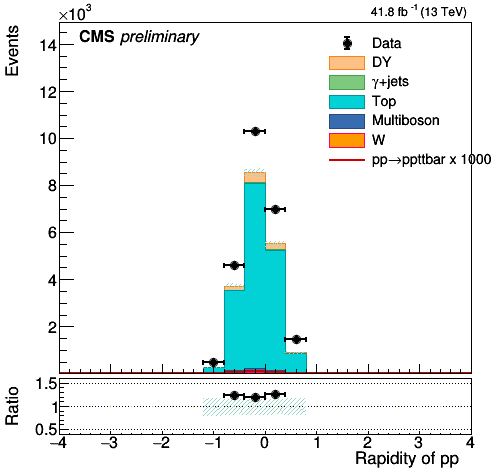 ×10³
41.8 fb⁻¹ (13 TeV)
CMS preliminary
Events
14
12
10
8
6
4
2
Data
DY
γ+jets
Top
Multiboson
W
pp→ppttbar x 1000
Ratio
1.5
1
0.5
−4 −3 −2 −1 0 1 2 3 4
Rapidity of pp